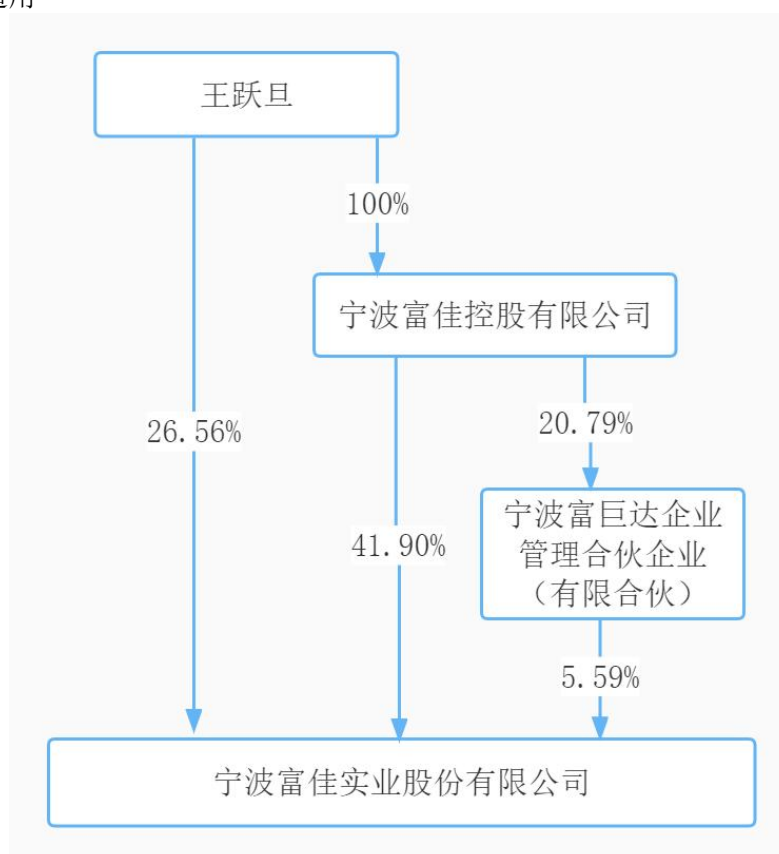 王跃旦
100%
宁波富佳控股有限公司
26.56%
20.79%
41.90%
宁波富巨达企业
管理合伙企业
（有限合伙）
5.59%
宁波富佳实业股份有限公司